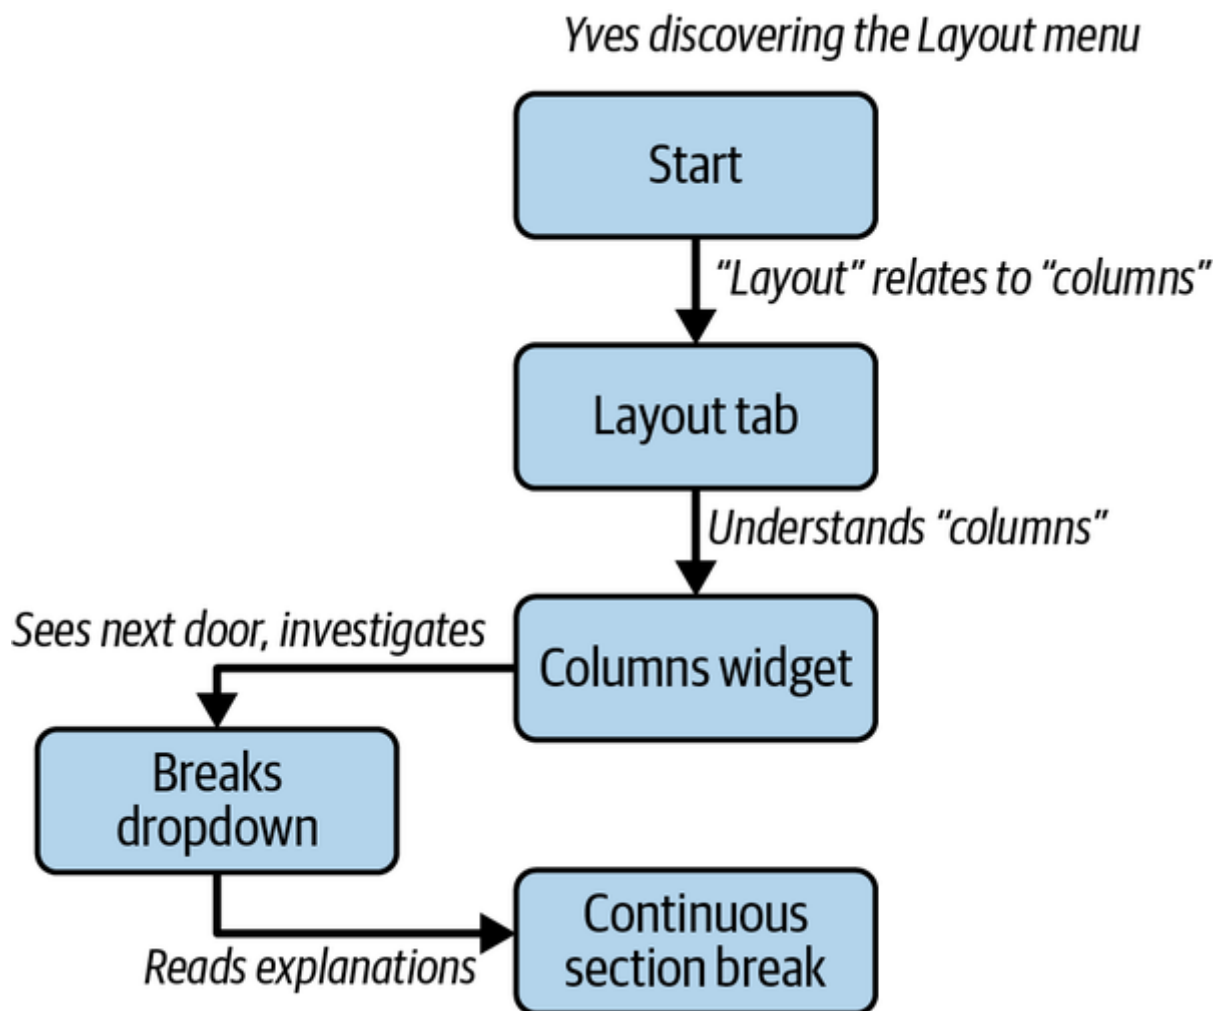 Yves discovering the Layout menu
Start
“Layout” relates to “columns”
Layout tab
Understands “columns”
Sees next door, investigates
Columns widget
Breaks
dropdown
Reads explanations
Continuous
section break